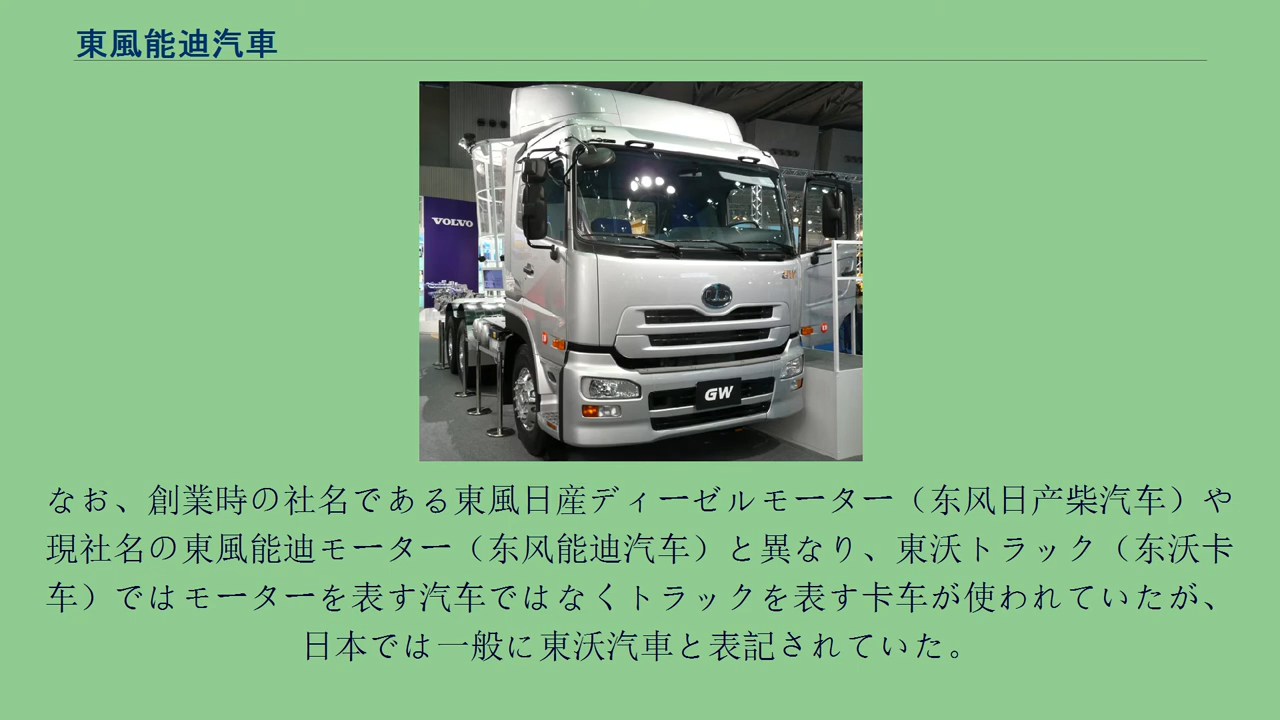 東風能迪汽車
VOLVO
GW
GW
なお、創業時の社名である東風日産ディーゼルモーター（东风日产柴汽车）や
現社名の東風能迪モーター（东风能迪汽车）と異なり、東沃トラック（东沃卡
车）ではモーターを表す汽车ではなくトラックを表す卡车が使われていたが、
日本では一般に東沃汽車と表記されていた。